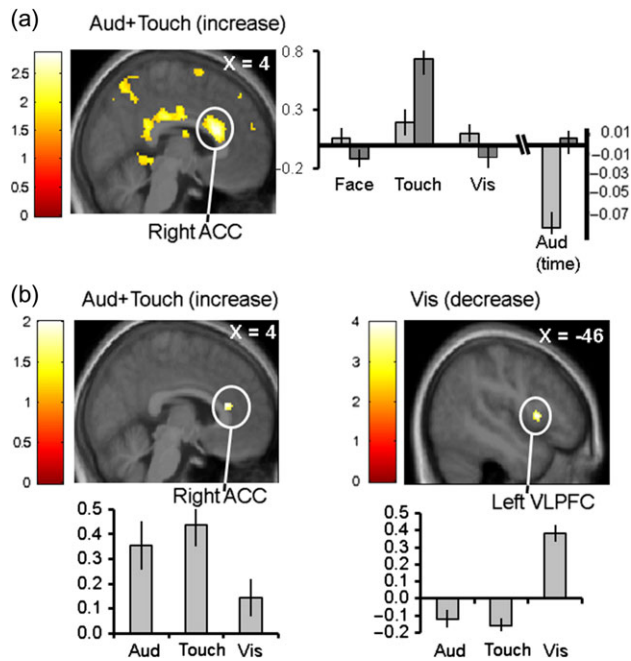 (a)
Aud+Touch (increase)
X = 4
2.5
2
1.5
1
0.5
0
Right ACC
0.8
0.3
-0.2
Face Touch Vis
Aud
(time)
0.01
-0.01
-0.03
-0.05
-0.07
(b)
Aud+Touch (increase)
X = 4
2
1.5
1
0.5
0
Right ACC
0.5
0.4
0.3
0.2
0.1
0.0
Aud Touch Vis
Vis (decrease)
X = -46
4
3
2
1
0
Left VLPFC
0.5
0.4
0.3
0.2
0.1
0.0
−0.1
−0.2
Aud Touch Vis